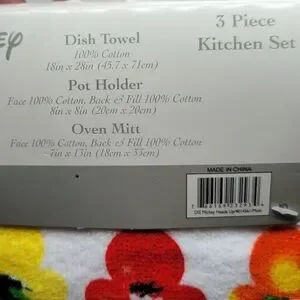 EY
3 Piece
Kitchen Set
Dish Towel
100% Cotton
18in x 28in (45.7 x 71cm)
Pot Holder
Face 100% Cotton, Back & Fill 100% Cotton
8in x 8in (20cm x 20cm)
Oven Mitt
Face 100% Cotton, Back & Fill 100% Cotton
~7in x 13in (18cm x 33cm)
MADE IN CHINA